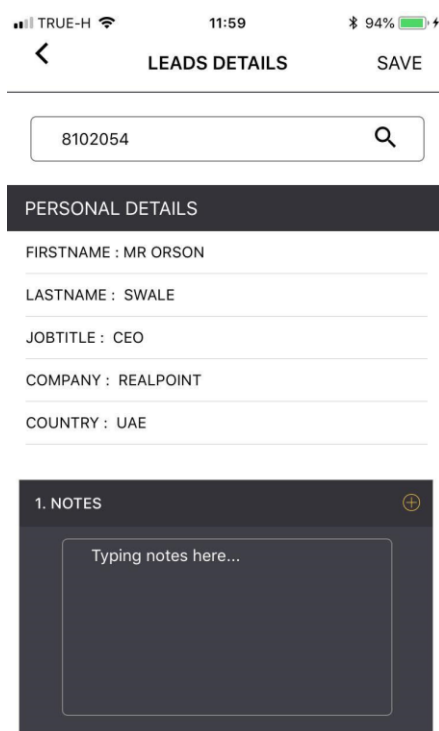 TRUE-H 11:59 94%
LEADS DETAILS SAVE
8102054
PERSONAL DETAILS
FIRSTNAME : MR ORSON
LASTNAME : SWALE
JOBTITLE : CEO
COMPANY : REALPOINT
COUNTRY : UAE
1. NOTES
Typing notes here...